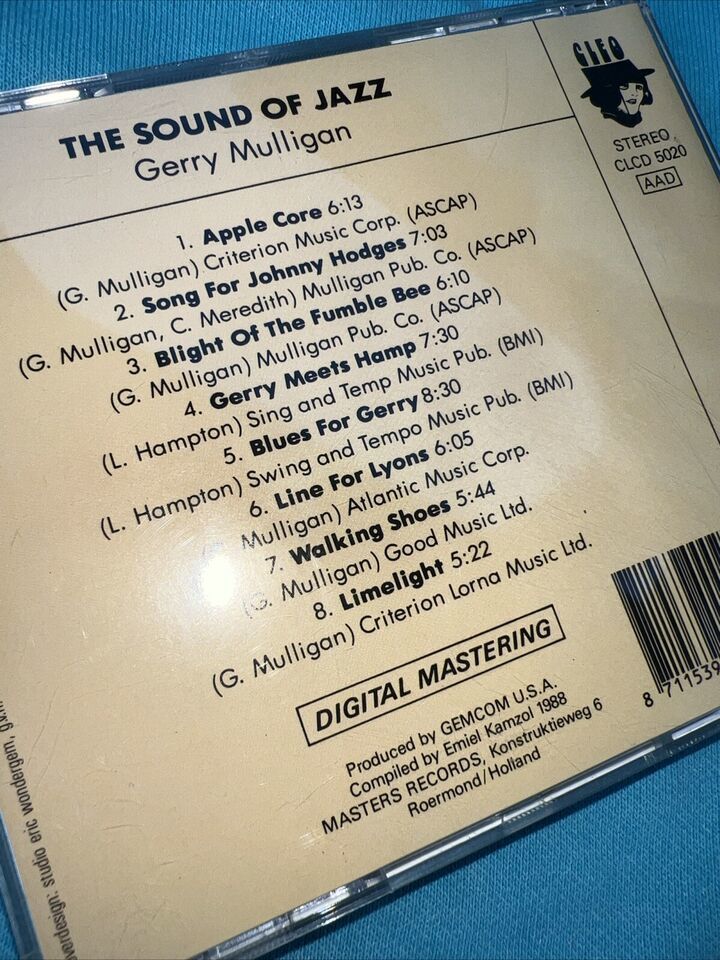 THE SOUND OF JAZZ
Gerry Mulligan
CLEO
STEREO
CLCD 5020
AAD
1. Apple Core 6:13
(G. Mulligan) Criterion Music Corp. (ASCAP)
2. Song For Johnny Hodges 7:03
(G. Mulligan, C. Meredith) Mulligan Pub. Co. (ASCAP)
3. Blight Of The Fumble Bee 6:10
(G. Mulligan) Mulligan Pub. Co. (ASCAP)
4. Gerry Meets Hamp 7:30
(L. Hampton) Sing and Temp Music Pub. (BMI)
5. Blues For Gerry 8:30
(L. Hampton) Swing and Tempo Music Pub. (BMI)
6. Line For Lyons 6:05
Mulligan) Atlantic Music Corp.
7. Walking Shoes 5:44
(G. Mulligan) Good Music Ltd.
8. Limelight 5:22
(G. Mulligan) Criterion Lorna Music Ltd.
DIGITAL MASTERING
Produced by GEMCOM U.S.A.
Compiled by Emiel Kamzol 1988
MASTERS RECORDS, Konstruktieweg 6
Roermond/Holland
8 711539
overdesign: studio eric wondergem, g.v.n.